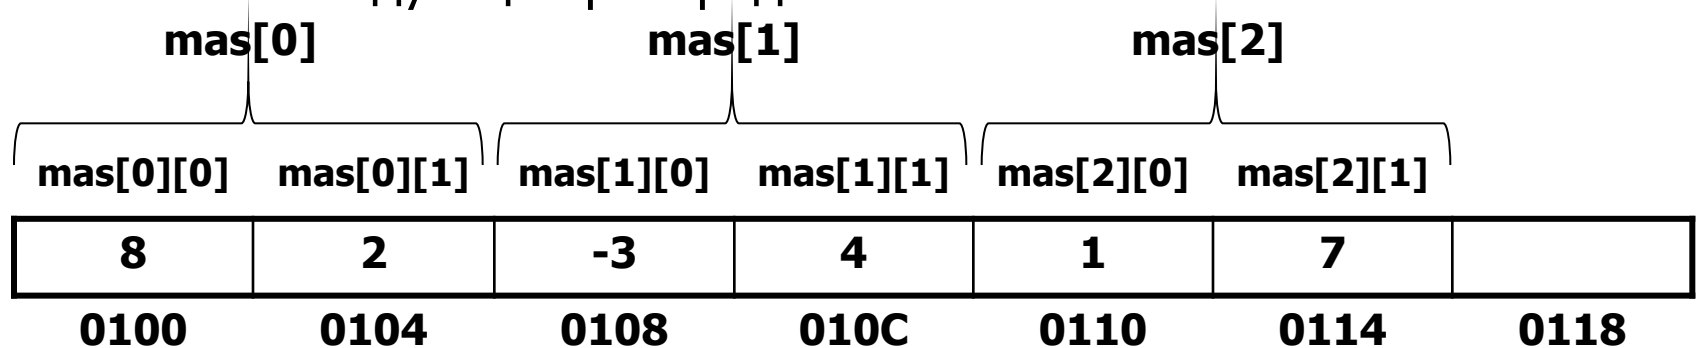 mas[0] mas[1] mas[2]
mas[0][0] mas[0][1] mas[1][0] mas[1][1] mas[2][0] mas[2][1]
8 2 -3 4 1 7
0100 0104 0108 010C 0110 0114 0118